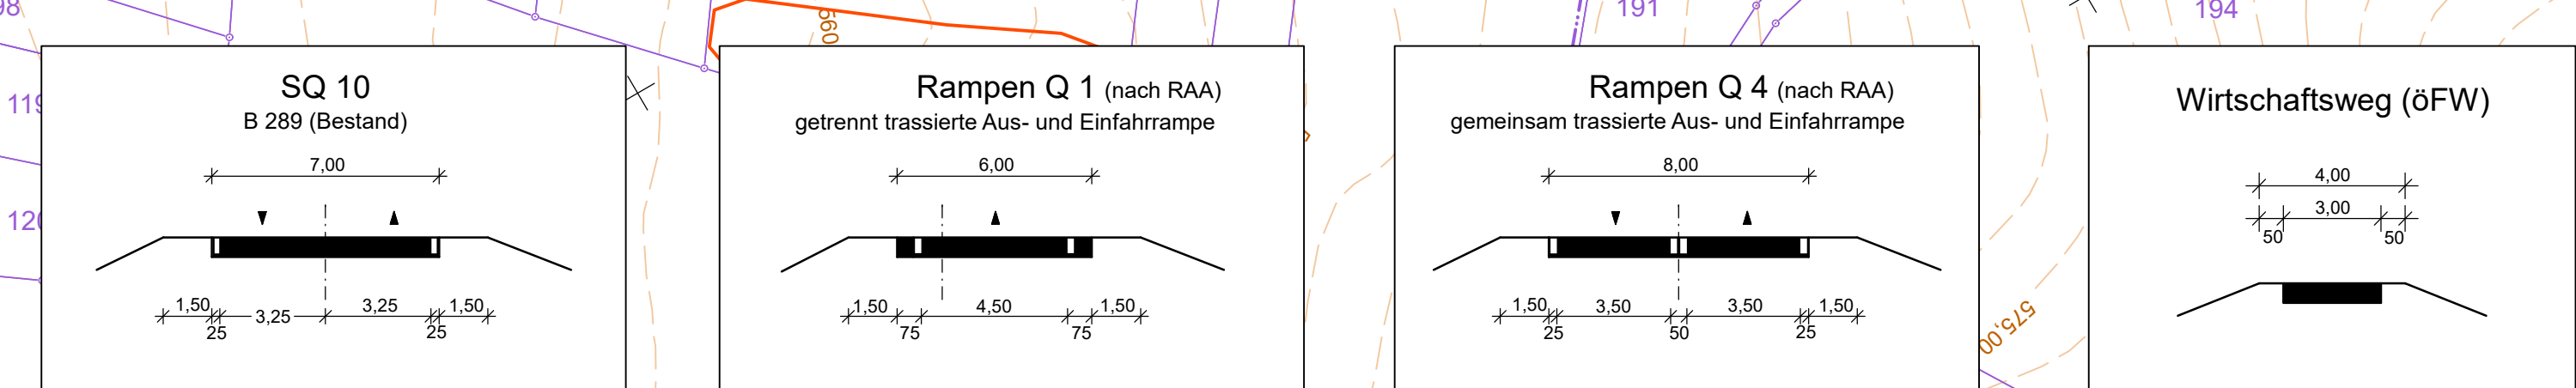 98
560
191
194
119
120
SQ 10
B 289 (Bestand)
7,00
1,50 3,25 3,25 1,50
25 25
Rampen Q 1 (nach RAA)
getrennt trassierte Aus- und Einfahrrampe
6,00
1,50 4,50 1,50
75 75
Rampen Q 4 (nach RAA)
gemeinsam trassierte Aus- und Einfahrrampe
8,00
1,50 3,50 3,50 1,50
25 50 25
575,00
Wirtschaftsweg (öFW)
4,00
3,00
50 50